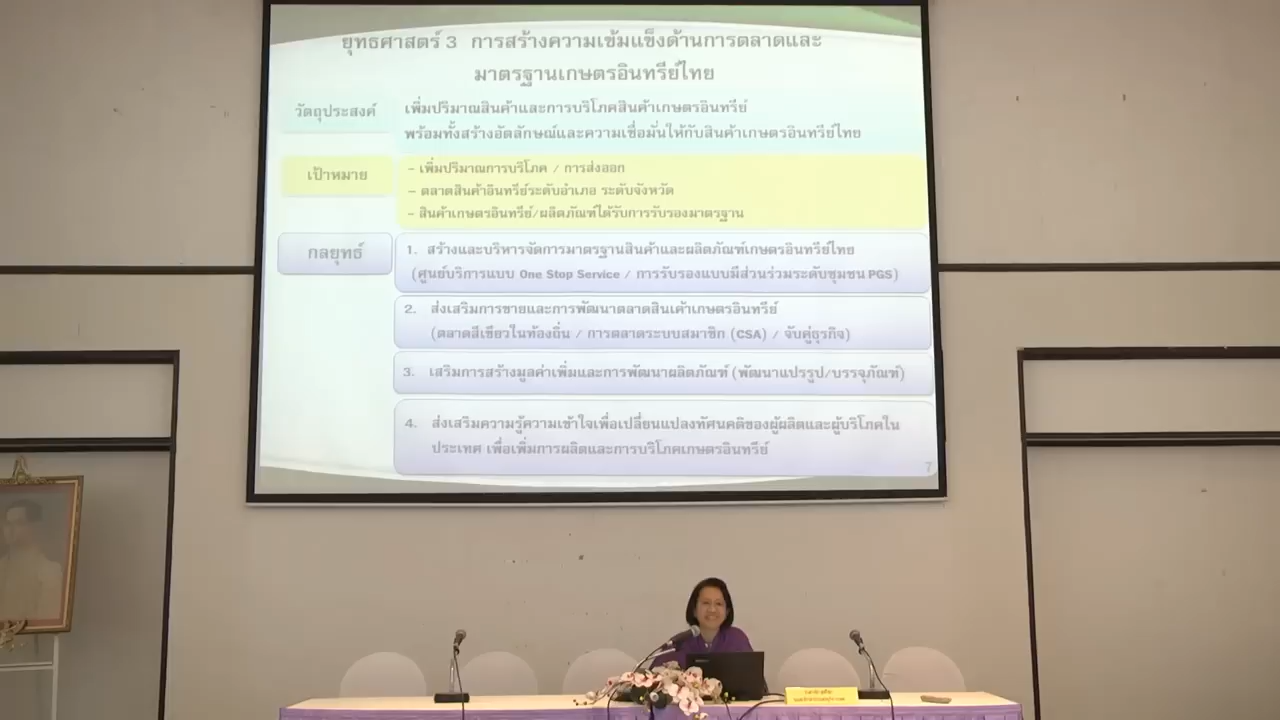 ยุทธศาสตร์ 3 การสร้างความเข้มแข็งด้านการตลาดและ
มาตรฐานเกษตรอินทรีย์ไทย
วัตถุประสงค์
เพิ่มปริมาณสินค้าและการบริโภคสินค้าเกษตรอินทรีย์
พร้อมทั้งสร้างอัตลักษณ์และความเชื่อมั่นให้กับสินค้าเกษตรอินทรีย์ไทย
เป้าหมาย
– เพิ่มปริมาณการบริโภค / การส่งออก
– ตลาดสินค้าอินทรีย์ระดับอำเภอ ระดับจังหวัด
– สินค้าเกษตรอินทรีย์/ผลิตภัณฑ์ได้รับการรับรองมาตรฐาน
กลยุทธ์
1. สร้างและบริหารจัดการมาตรฐานสินค้าและผลิตภัณฑ์เกษตรอินทรีย์ไทย
(ศูนย์บริการแบบ One Stop Service / การรับรองแบบมีส่วนร่วมระดับชุมชน PGS)
2. ส่งเสริมการขายและการพัฒนาตลาดสินเค้าเกษตรอินทรีย์
(ตลาดสีเขียวในท้องถิ่น / การตลาดระบบสมาชิก (CSA) / จับคู่ธุรกิจ)
3. เสริมการสร้างมูลค่าเพิ่มและการพัฒนาผลิตภัณฑ์ (พัฒนาแปรรูป/บรรจุภัณฑ์)
4. ส่งเสริมความรู้ความเข้าใจเพื่อเปลี่ยนแปลงทัศนคติของผู้ผลิตและผู้บริโภคใน
ประเทศ เพื่อเพิ่มการผลิตและการบริโภคเกษตรอินทรีย์
7